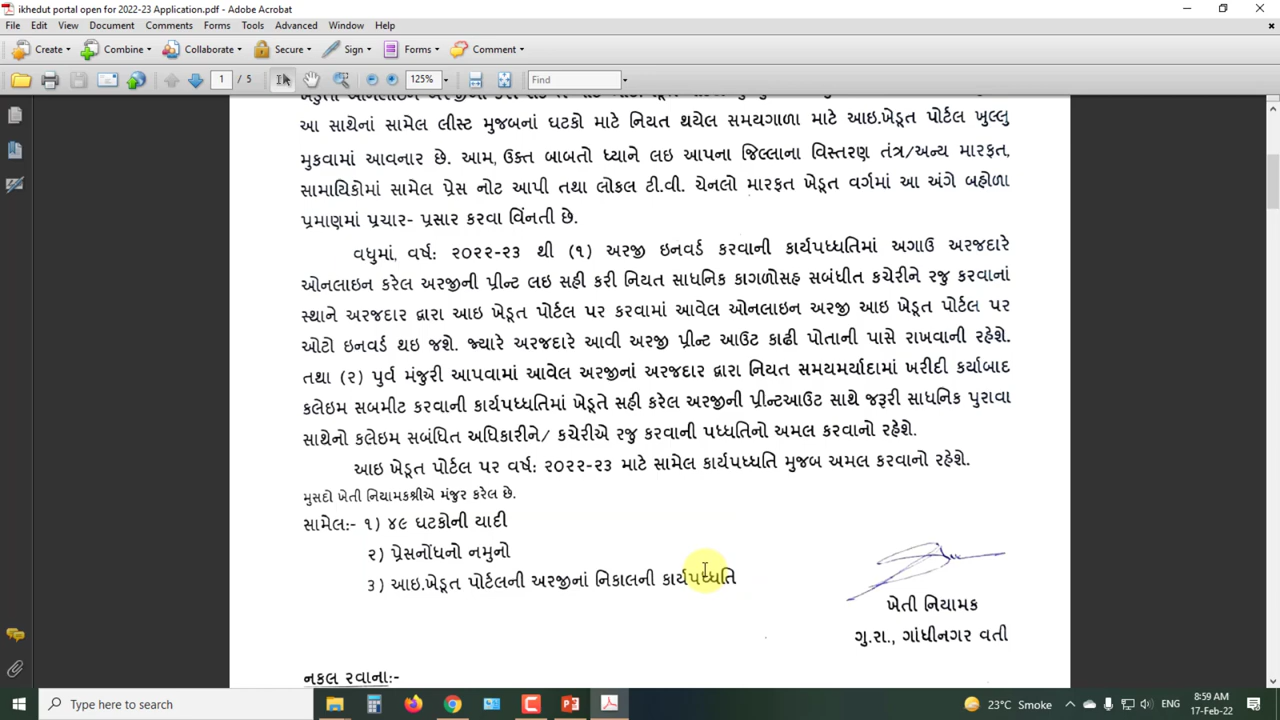 ikhedut portal open for 2022-23 Application.pdf - Adobe Acrobat
File Edit View Document Comments Forms Tools Advanced Window Help
Create Combine Collaborate Secure Sign Forms Comment
1 / 5 125% Find
આ સાથેનાં સામેલ લીસ્ટ મુજબનાં ઘટકો માટે નિયત થયેલ સમયગાળા માટે આઇ.ખેડૂત પોર્ટલ ખુલ્લુ
મુકવામાં આવનાર છે. આમ, ઉક્ત બાબતો ધ્યાને લઇ આપના જિલ્લાના વિસ્તરણ તંત્ર/અન્ય મારફત,
સામાયિકોમાં સામેલ પ્રેસ નોટ આપી તથા લોકલ ટી.વી. ચેનલો મારફત ખેડૂત વર્ગમાં આ અંગે બહોળા
પ્રમાણમાં પ્રચાર- પ્રસાર કરવા વિંનતી છે.
વધુમાં, વર્ષ: ૨૦૨૨-૨૩ થી (૧) અરજી ઇનવર્ડ કરવાની કાર્યપધ્ધતિમાં અગાઉ અરજદારે
ઓનલાઇન કરેલ અરજીની પ્રીન્ટ લઇ સહી કરી નિયત સાધનિક કાગળોસહ સબંધીત કચેરીને રજુ કરવાનાં
સ્થાને અરજદાર દ્વારા આઇ ખેડૂત પોર્ટલ પર કરવામાં આવેલ ઓનલાઇન અરજી આઇ ખેડૂત પોર્ટલ પર
ઓટો ઇનવર્ડ થઇ જશે. જ્યારે અરજદારે આવી અરજી પ્રીન્ટ આઉટ કાઢી પોતાની પાસે રાખવાની રહેશે.
તથા (૨) પુર્વ મંજુરી આપવામાં આવેલ અરજીનાં અરજદાર દ્વારા નિયત સમયમર્યાદામાં ખરીદી કર્યાબાદ
કલેઇમ સબમીટ કરવાની કાર્યપધ્ધતિમાં ખેડૂતે સહી કરેલ અરજીની પ્રીન્ટઆઉટ સાથે જરૂરી સાધનિક પુરાવા
સાથેનો કલેઇમ સબંધિત અધિકારીને/ કચેરીએ રજુ કરવાની પધ્ધતિનો અમલ કરવાનો રહેશે.
આઇ ખેડૂત પોર્ટલ પર વર્ષ: ૨૦૨૨-૨૩ માટે સામેલ કાર્યપધ્ધતિ મુજબ અમલ કરવાનો રહેશે.
મુસદો ખેતી નિયામકશ્રીએ મંજુર કરેલ છે.
સામેલ:- ૧) ૪૯ ઘટકોની યાદી
૨) પ્રેસનોંધનો નમુનો
૩) આઇ.ખેડૂત પોર્ટલની અરજીનાં નિકાલની કાર્યપધ્ધતિ
ખેતી નિયામક
ગુ.રા., ગાંધીનગર વતી
નકલ રવાના:-
Type here to search 23°C Smoke ENG 8:59 AM
17-Feb-22